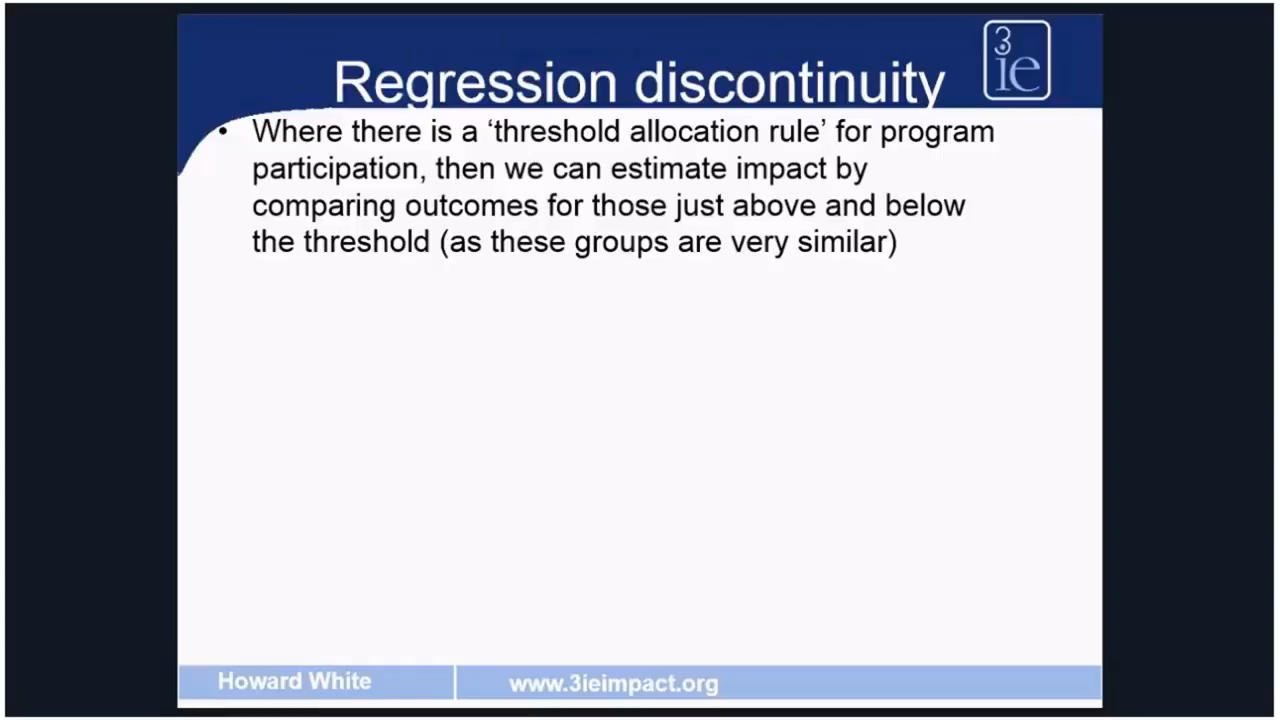 Regression discontinuity
3
ie
• Where there is a ‘threshold allocation rule’ for program
participation, then we can estimate impact by
comparing outcomes for those just above and below
the threshold (as these groups are very similar)
Howard White
www.3ieimpact.org